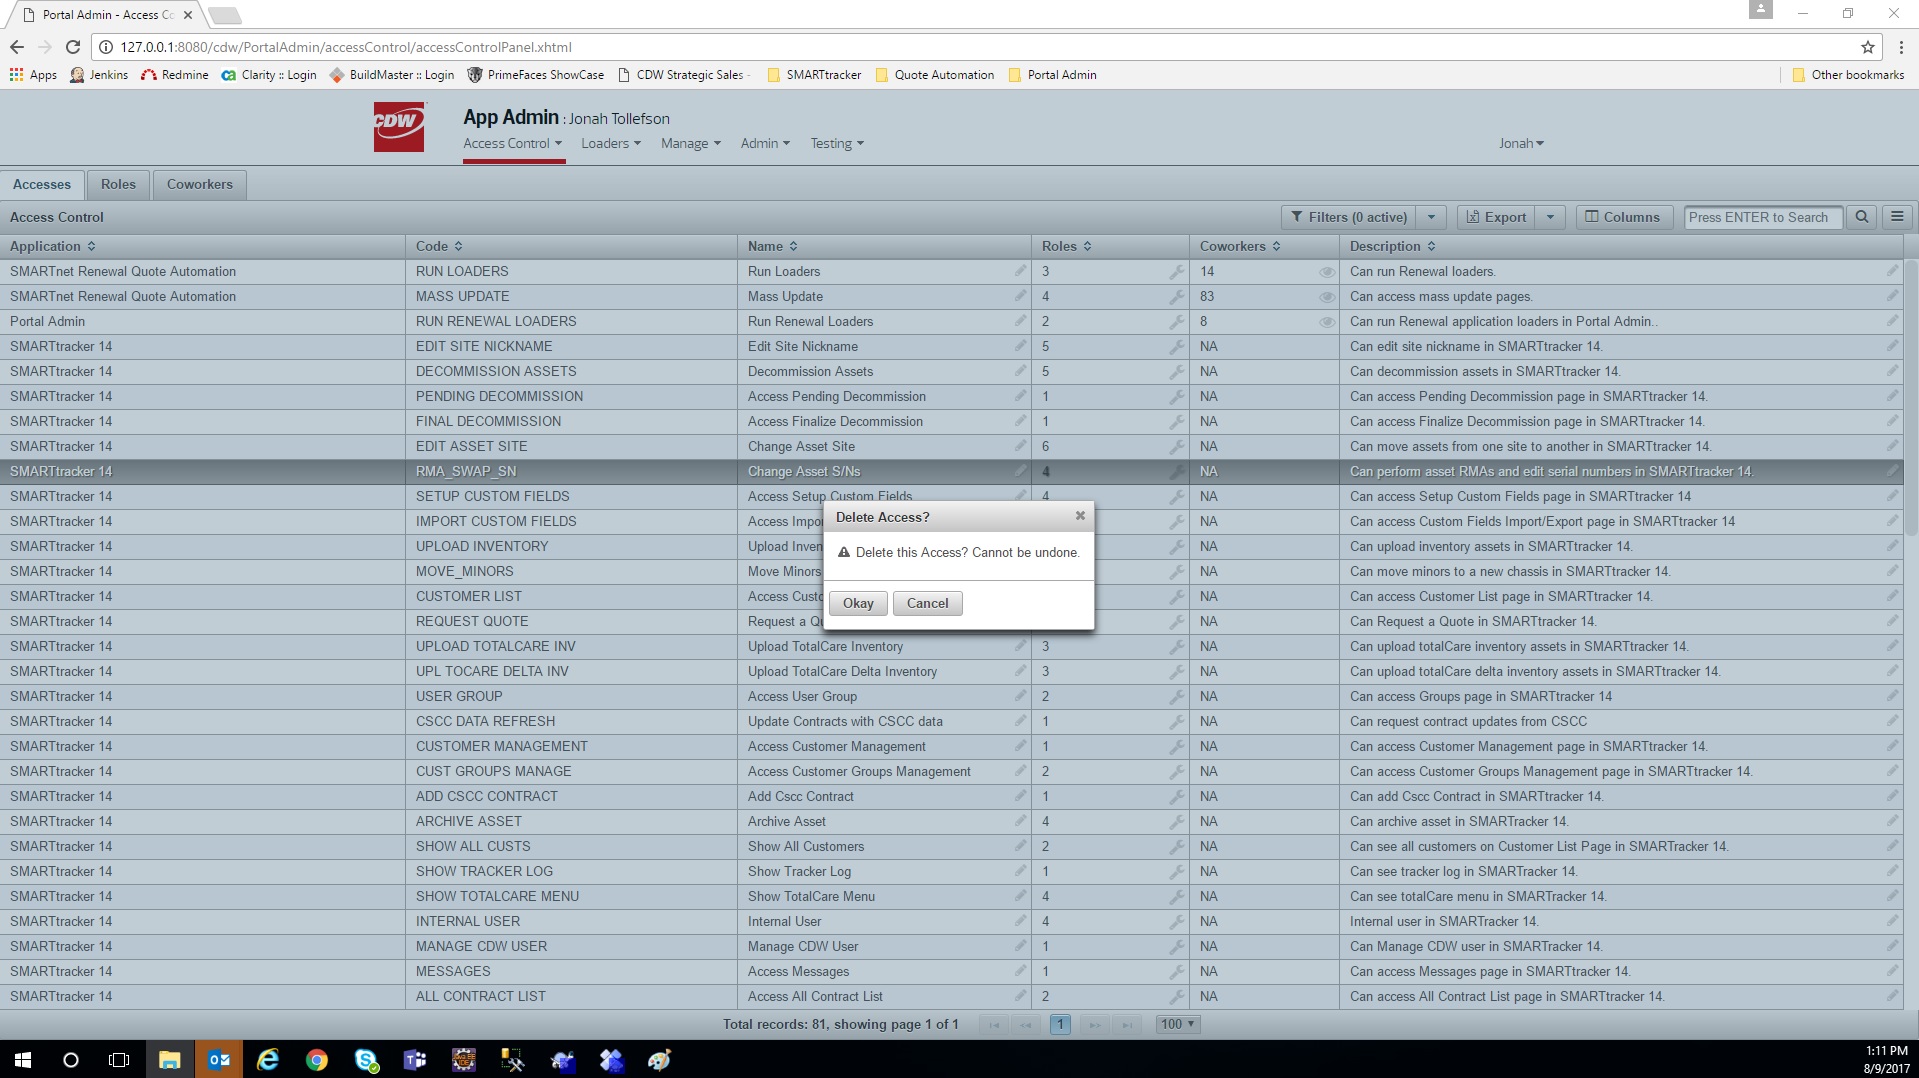 Portal Admin - Access Co
127.0.0.1:8080/cdw/PortalAdmin/accessControl/accessControlPanel.xhtml
Apps Jenkins Redmine Clarity :: Login BuildMaster :: Login PrimeFaces ShowCase CDW Strategic Sales - SMARTtracker Quote Automation Portal Admin Other bookmarks
CDW
App Admin : Jonah Tollefson
Access Control Loaders Manage Admin Testing Jonah
Accesses Roles Coworkers
Access Control Filters (0 active) Export Columns Press ENTER to Search
Application Code Name Roles Coworkers Description
SMARTnet Renewal Quote Automation RUN LOADERS Run Loaders 3 14 Can run Renewal loaders.
SMARTnet Renewal Quote Automation MASS UPDATE Mass Update 4 83 Can access mass update pages.
Portal Admin RUN RENEWAL LOADERS Run Renewal Loaders 2 8 Can run Renewal application loaders in Portal Admin..
SMARTtracker 14 EDIT SITE NICKNAME Edit Site Nickname 5 NA Can edit site nickname in SMARTtracker 14.
SMARTtracker 14 DECOMMISSION ASSETS Decommission Assets 5 NA Can decommission assets in SMARTtracker 14.
SMARTtracker 14 PENDING DECOMMISSION Access Pending Decommission 1 NA Can access Pending Decommission page in SMARTtracker 14.
SMARTtracker 14 FINAL DECOMMISSION Access Finalize Decommission 1 NA Can access Finalize Decommission page in SMARTtracker 14.
SMARTtracker 14 EDIT ASSET SITE Change Asset Site 6 NA Can move assets from one site to another in SMARTtracker 14.
SMARTtracker 14 RMA_SWAP_SN Change Asset S/Ns 4 NA Can perform asset RMAs and edit serial numbers in SMARTtracker 14.
SMARTtracker 14 SETUP CUSTOM FIELDS Access Setup Custom Fields 4 NA Can access Setup Custom Fields page in SMARTtracker 14
SMARTtracker 14 IMPORT CUSTOM FIELDS Access Impo NA Can access Custom Fields Import/Export page in SMARTtracker 14
SMARTtracker 14 UPLOAD INVENTORY Upload Inven NA Can upload inventory assets in SMARTtracker 14.
SMARTtracker 14 MOVE_MINORS Move Minors NA Can move minors to a new chassis in SMARTtracker 14.
SMARTtracker 14 CUSTOMER LIST Access Custo NA Can access Customer List page in SMARTtracker 14.
SMARTtracker 14 REQUEST QUOTE Request a Qu NA Can Request a Quote in SMARTtracker 14.
Delete Access?
Delete this Access? Cannot be undone.
Okay Cancel
SMARTtracker 14 UPLOAD TOTALCARE INV Upload TotalCare Inventory 3 NA Can upload totalCare inventory assets in SMARTtracker 14.
SMARTtracker 14 UPL TOCARE DELTA INV Upload TotalCare Delta Inventory 3 NA Can upload totalCare delta inventory assets in SMARTtracker 14.
SMARTtracker 14 USER GROUP Access User Group 2 NA Can access Groups page in SMARTtracker 14
SMARTtracker 14 CSCC DATA REFRESH Update Contracts with CSCC data 1 NA Can request contract updates from CSCC
SMARTtracker 14 CUSTOMER MANAGEMENT Access Customer Management 1 NA Can access Customer Management page in SMARTtracker 14.
SMARTtracker 14 CUST GROUPS MANAGE Access Customer Groups Management 2 NA Can access Customer Groups Management page in SMARTtracker 14.
SMARTtracker 14 ADD CSCC CONTRACT Add Cscc Contract 1 NA Can add Cscc Contract in SMARTtracker 14.
SMARTtracker 14 ARCHIVE ASSET Archive Asset 4 NA Can archive asset in SMARTracker 14.
SMARTtracker 14 SHOW ALL CUSTS Show All Customers 2 NA Can see all customers on Customer List Page in SMARTtracker 14.
SMARTtracker 14 SHOW TRACKER LOG Show Tracker Log 1 NA Can see tracker log in SMARTracker 14.
SMARTtracker 14 SHOW TOTALCARE MENU Show TotalCare Menu 4 NA Can see totalCare menu in SMARTracker 14.
SMARTtracker 14 INTERNAL USER Internal User 4 NA Internal user in SMARTracker 14.
SMARTtracker 14 MANAGE CDW USER Manage CDW User 1 NA Can Manage CDW user in SMARTracker 14.
SMARTtracker 14 MESSAGES Access Messages 1 NA Can access Messages page in SMARTtracker 14.
SMARTtracker 14 ALL CONTRACT LIST Access All Contract List 2 NA Can access All Contract List page in SMARTtracker 14.
Total records: 81, showing page 1 of 1 1 100
1:11 PM
8/9/2017